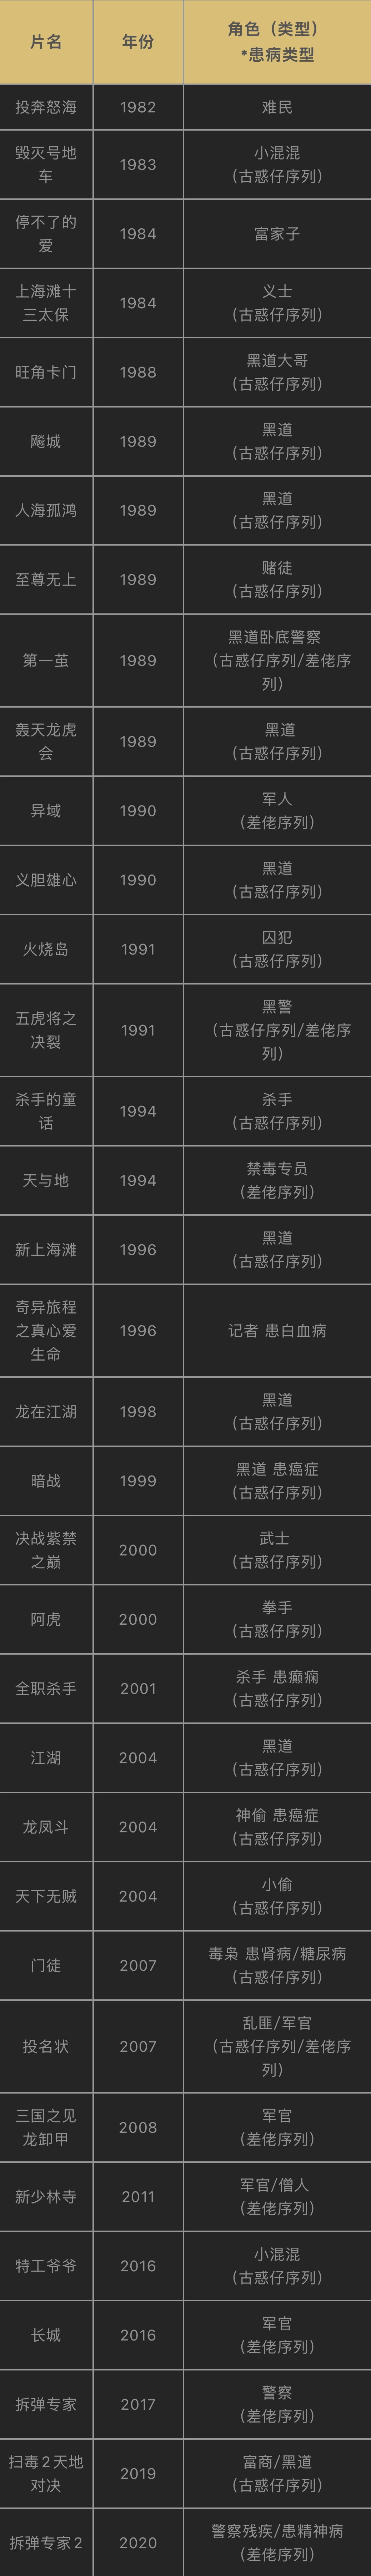 片名 年份 角色（类型）
*患病类型
投奔怒海 1982 难民
毁灭号地
车 1983 小混混
（古惑仔序列）
停不了的
爱 1984 富家子
上海滩十
三太保 1984 义士
（古惑仔序列）
旺角卡门 1988 黑道大哥
（古惑仔序列）
飚城 1989 黑道
（古惑仔序列）
人海孤鸿 1989 黑道
（古惑仔序列）
至尊无上 1989 赌徒
（古惑仔序列）
第一茧 1989 黑道卧底警察
（古惑仔序列/差佬序
列）
轰天龙虎
会 1989 黑道
（古惑仔序列）
异域 1990 军人
（差佬序列）
义胆雄心 1990 黑道
（古惑仔序列）
火烧岛 1991 囚犯
（古惑仔序列）
五虎将之
决裂 1991 黑警
（古惑仔序列/差佬序
列）
杀手的童
话 1994 杀手
（古惑仔序列）
天与地 1994 禁毒专员
（差佬序列）
新上海滩 1996 黑道
（古惑仔序列）
奇异旅程
之真心爱
生命 1996 记者 患白血病
龙在江湖 1998 黑道
（古惑仔序列）
暗战 1999 黑道 患癌症
（古惑仔序列）
决战紫禁
之巅 2000 武士
（古惑仔序列）
阿虎 2000 拳手
（古惑仔序列）
全职杀手 2001 杀手 患癫痫
（古惑仔序列）
江湖 2004 黑道
（古惑仔序列）
龙凤斗 2004 神偷 患癌症
（古惑仔序列）
天下无贼 2004 小偷
（古惑仔序列）
门徒 2007 毒枭 患肾病/糖尿病
（古惑仔序列）
投名状 2007 乱匪/军官
（古惑仔序列/差佬序
列）
三国之见
龙卸甲 2008 军官
（差佬序列）
新少林寺 2011 军官/僧人
（差佬序列）
特工爷爷 2016 小混混
（古惑仔序列）
长城 2016 军官
（差佬序列）
拆弹专家 2017 警察
（差佬序列）
扫毒2天地
对决 2019 富商/黑道
（古惑仔序列）
拆弹专家2 2020 警察残疾/患精神病
（差佬序列）